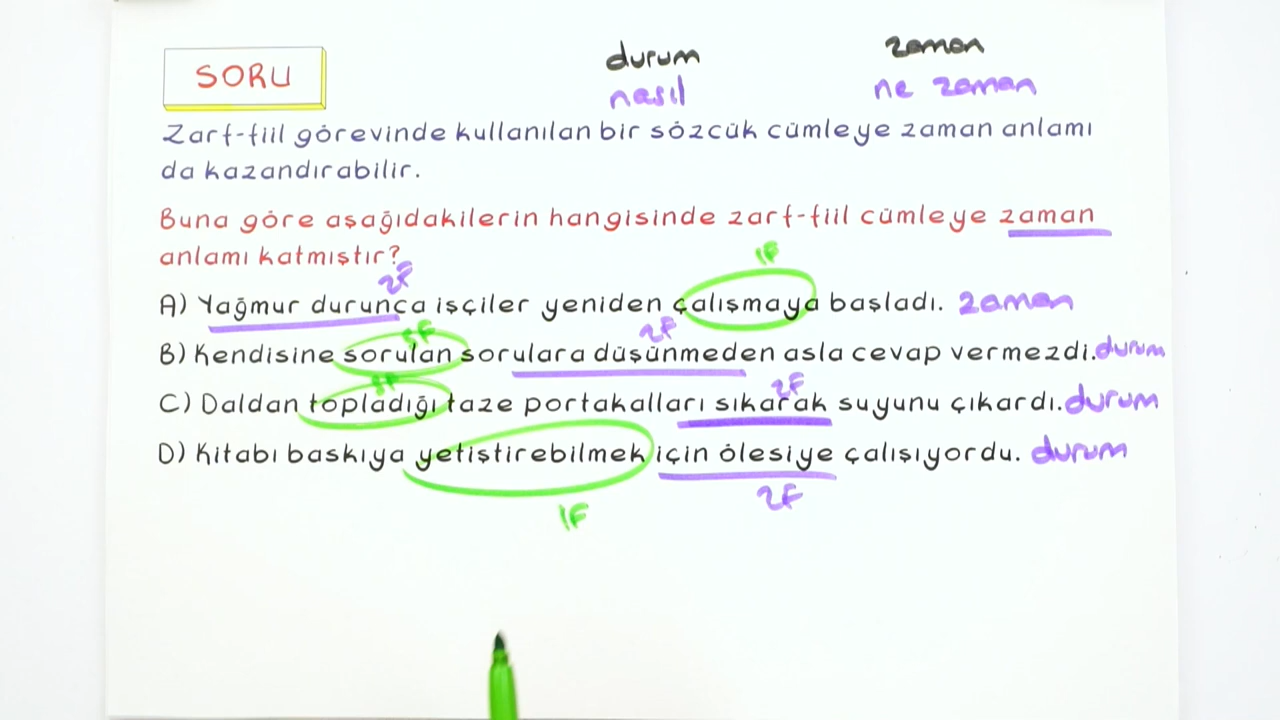 durum zaman
SORU nasıl ne zaman
Zarf-fiil görevinde kullanılan bir sözcük cümleye zaman anlamı
da kazandırabilir.
Buna göre aşağıdakilerin hangisinde zarf-fiil cümleye zaman
anlamı katmıştır?
ZF İF
A) Yağmur durunca işçiler yeniden çalışmaya başladı. zaman
SF ZF
B) Kendisine sorulan sorulara düşünmeden asla cevap vermezdi. durum
SF ZF
C) Daldan topladığı taze portakalları sıkarak suyunu çıkardı. durum
D) Kitabı baskıya yetiştirebilmek için ölesiye çalışıyordu. durum
İF ZF